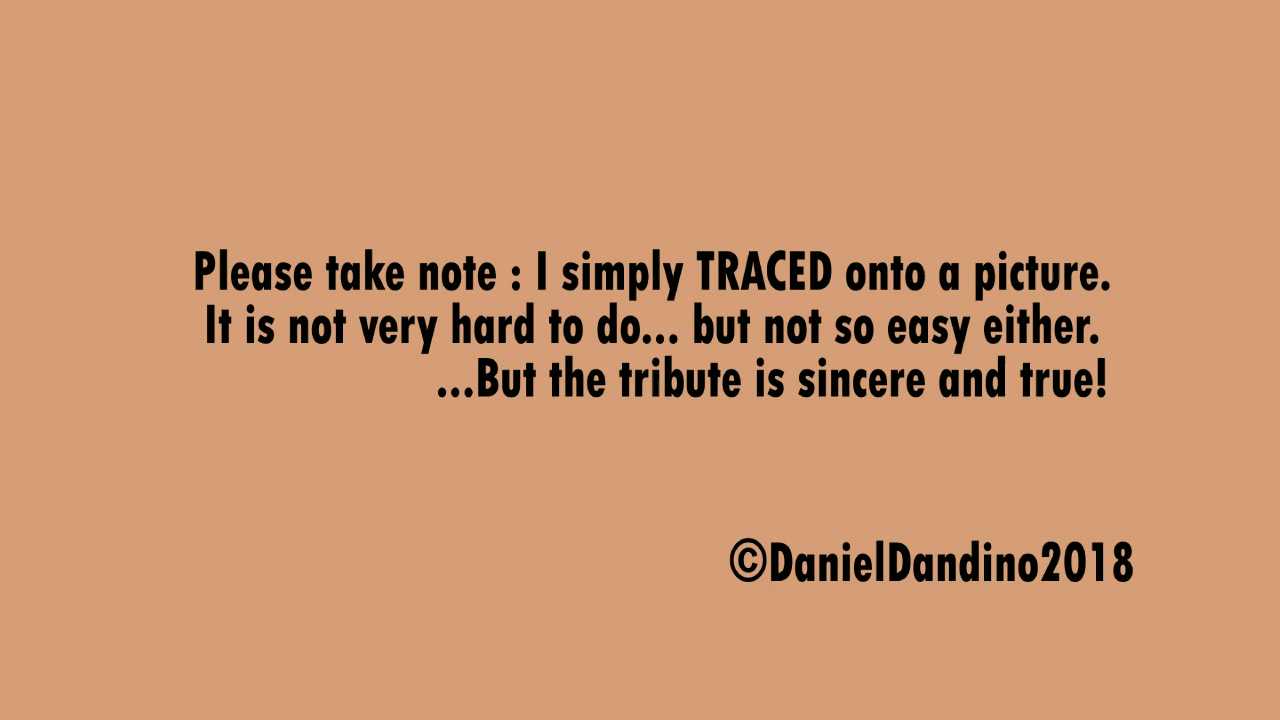 Please take note : I simply TRACED onto a picture.
It is not very hard to do... but not so easy either.
...But the tribute is sincere and true!
©DanielDandino2018